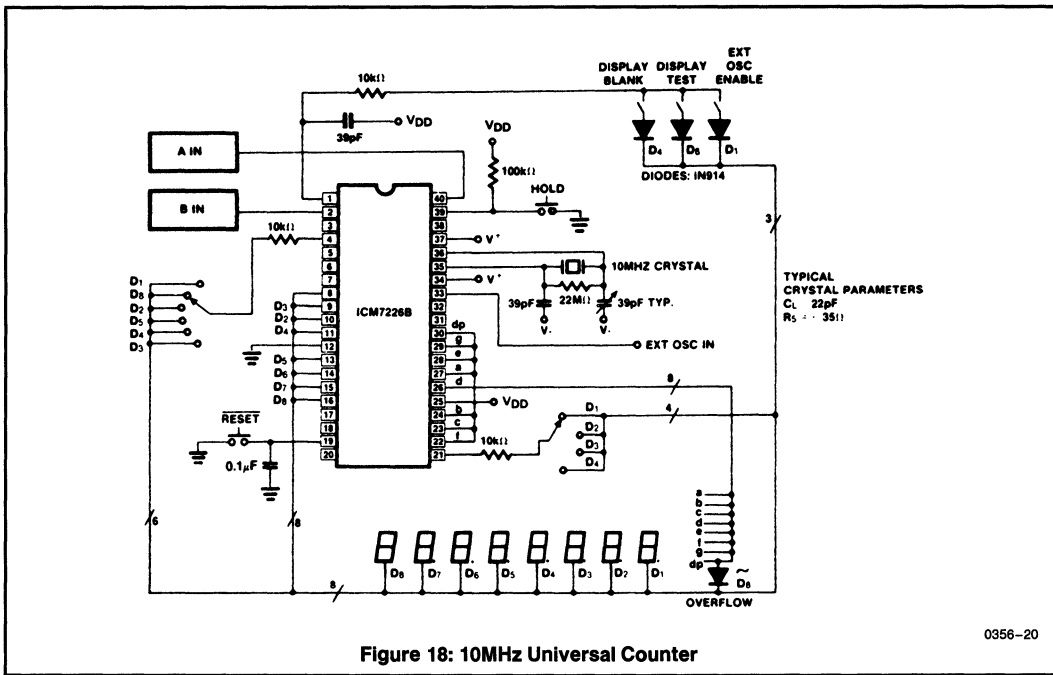 DISPLAY BLANK
DISPLAY TEST
EXT OSC ENABLE
10kΩ
39pF
VDD
D4
D6
D1
DIODES: IN914
A IN
B IN
VDD
100kΩ
HOLD
1
2
3
4
5
6
7
8
9
10
11
12
13
14
15
16
17
18
19
20
ICM7226B
40
39
38
37
36
35
34
33
32
31
30
29
28
27
26
25
24
23
22
21
10kΩ
D1
D8
D2
D5
D4
D3
D3
D2
D4
D5
D6
D7
D8
V+
10MHZ CRYSTAL
V+
39pF
22MΩ
39pF TYP.
V-
V-
EXT OSC IN
TYPICAL
CRYSTAL PARAMETERS
CL 22pF
RS = · 35Ω
3
dp
g
e
a
d
b
c
f
VDD
8
4
10kΩ
D1
D2
D3
D4
RESET
0.1μF
6
8
8
D8
D7
D6
D5
D4
D3
D2
D1
a
b
c
d
e
f
g
dp
D8
OVERFLOW
0356–20
Figure 18: 10MHz Universal Counter